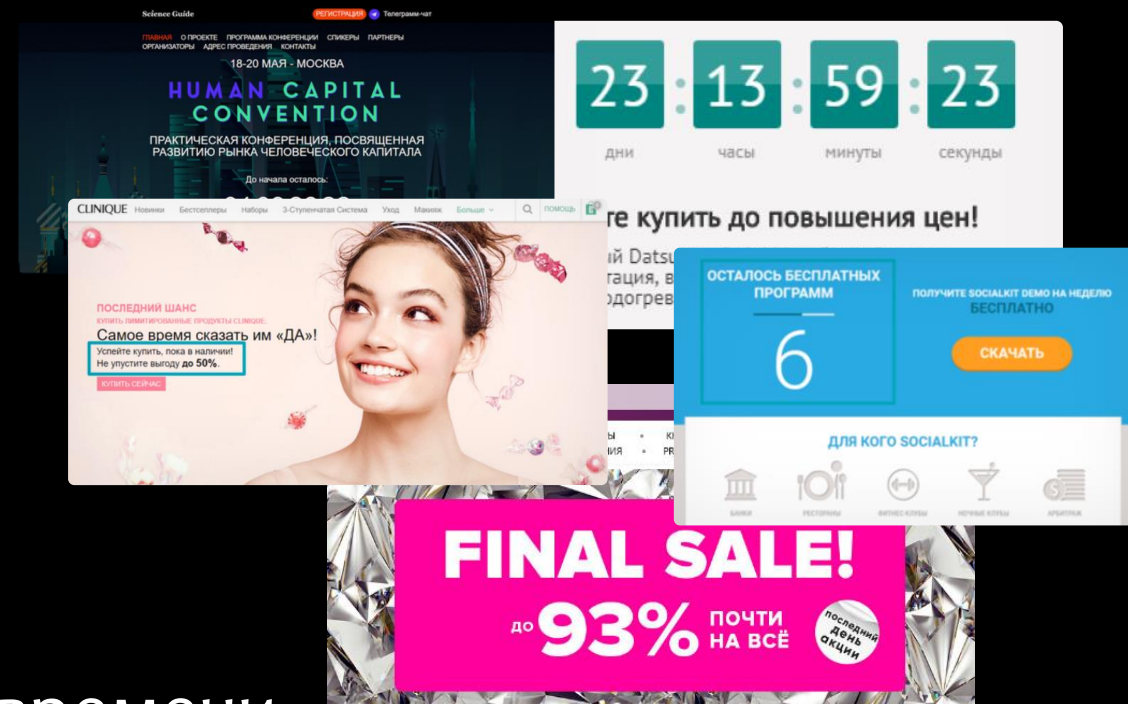 Science Guide
РЕГИСТРАЦИЯ Телеграмм-чат
ГЛАВНАЯ О ПРОЕКТЕ ПРОГРАММА КОНФЕРЕНЦИИ СПИКЕРЫ ПАРТНЕРЫ
ОРГАНИЗАТОРЫ АДРЕС ПРОВЕДЕНИЯ КОНТАКТЫ
18-20 МАЯ - МОСКВА
HUMAN CAPITAL
CONVENTION
ПРАКТИЧЕСКАЯ КОНФЕРЕНЦИЯ, ПОСВЯЩЕННАЯ
РАЗВИТИЮ РЫНКА ЧЕЛОВЕЧЕСКОГО КАПИТАЛА
До начала осталось:
23 : 13 : 59 : 23
дни часы минуты секунды
те купить до повышения цен!
CLINIQUE Новинки Бестселлеры Наборы 3-Ступенчатая Система Уход Макияж Больше ПОМОЩЬ
ПОСЛЕДНИЙ ШАНС
КУПИТЬ ЛИМИТИРОВАННЫЕ ПРОДУКТЫ CLINIQUE.
Самое время сказать им «ДА»!
Успейте купить, пока в наличии!
Не упустите выгоду до 50%.
КУПИТЬ СЕЙЧАС
ОСТАЛОСЬ БЕСПЛАТНЫХ
ПРОГРАММ
6
ПОЛУЧИТЕ SOCIALKIT DEMO НА НЕДЕЛЮ
БЕСПЛАТНО
СКАЧАТЬ
ДЛЯ КОГО SOCIALKIT?
БАНКИ РЕСТОРАНЫ ФИТНЕС КЛУБЫ НОЧНЫЕ КЛУБЫ АРБИТРАЖ
FINAL SALE!
ДО 93% ПОЧТИ
НА ВСЁ
последний
день
акции